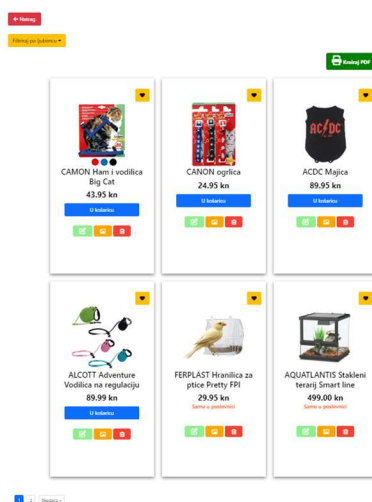 ← Natrag
Filtriraj po ljubimcu
Kreiraj PDF
CAMON Ham i vodilica
Big Cat
43.95 kn
U košaricu
CANON ogrlica
24.95 kn
U košaricu
ACDC Majica
89.95 kn
U košaricu
ALCOTT Adventure
Vodilica na regulaciju
89.99 kn
U košaricu
FERPLAST Hranilica za
ptice Pretty FPI
29.95 kn
Samo u poslovnici
AQUATLANTIS Stakleni
terarij Smart line
499.00 kn
Samo u poslovnici
1 2 Sljedeća »